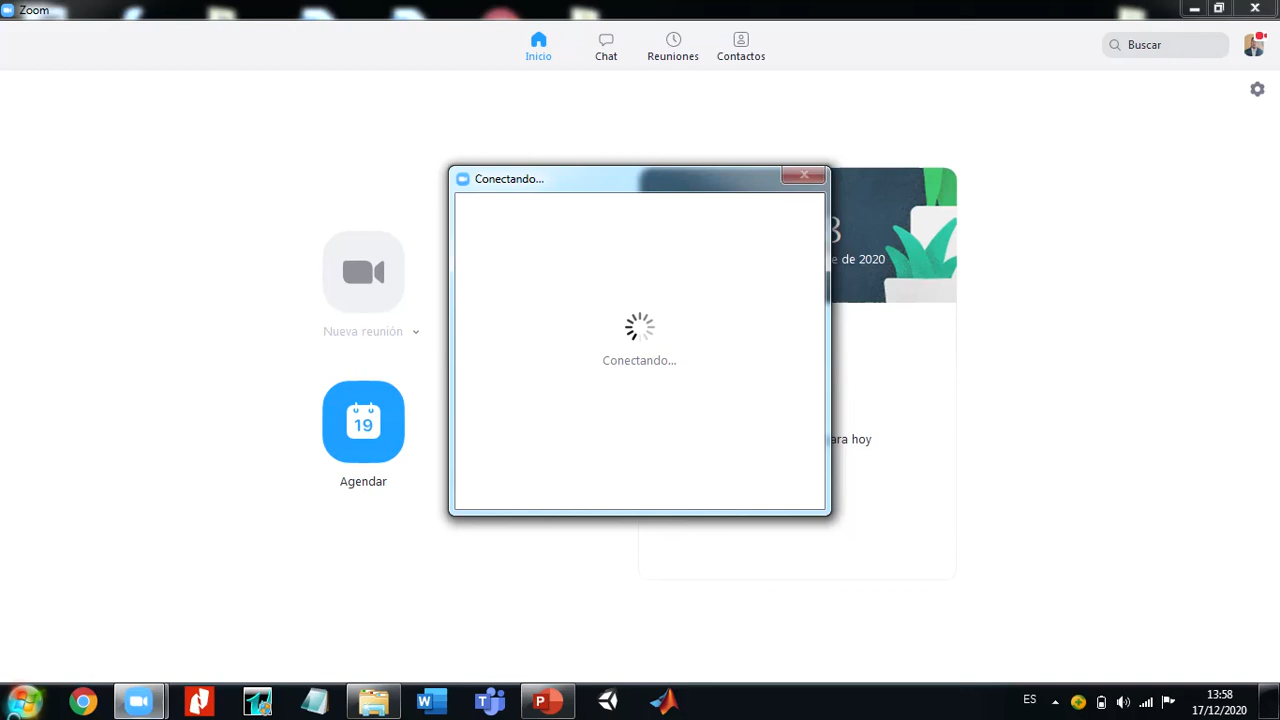 Zoom
Inicio
Chat
Reuniones
Contactos
Buscar
Conectando...
8
e de 2020
Nueva reunión
Conectando...
19
Agendar
ara hoy
ES
13:58
17/12/2020